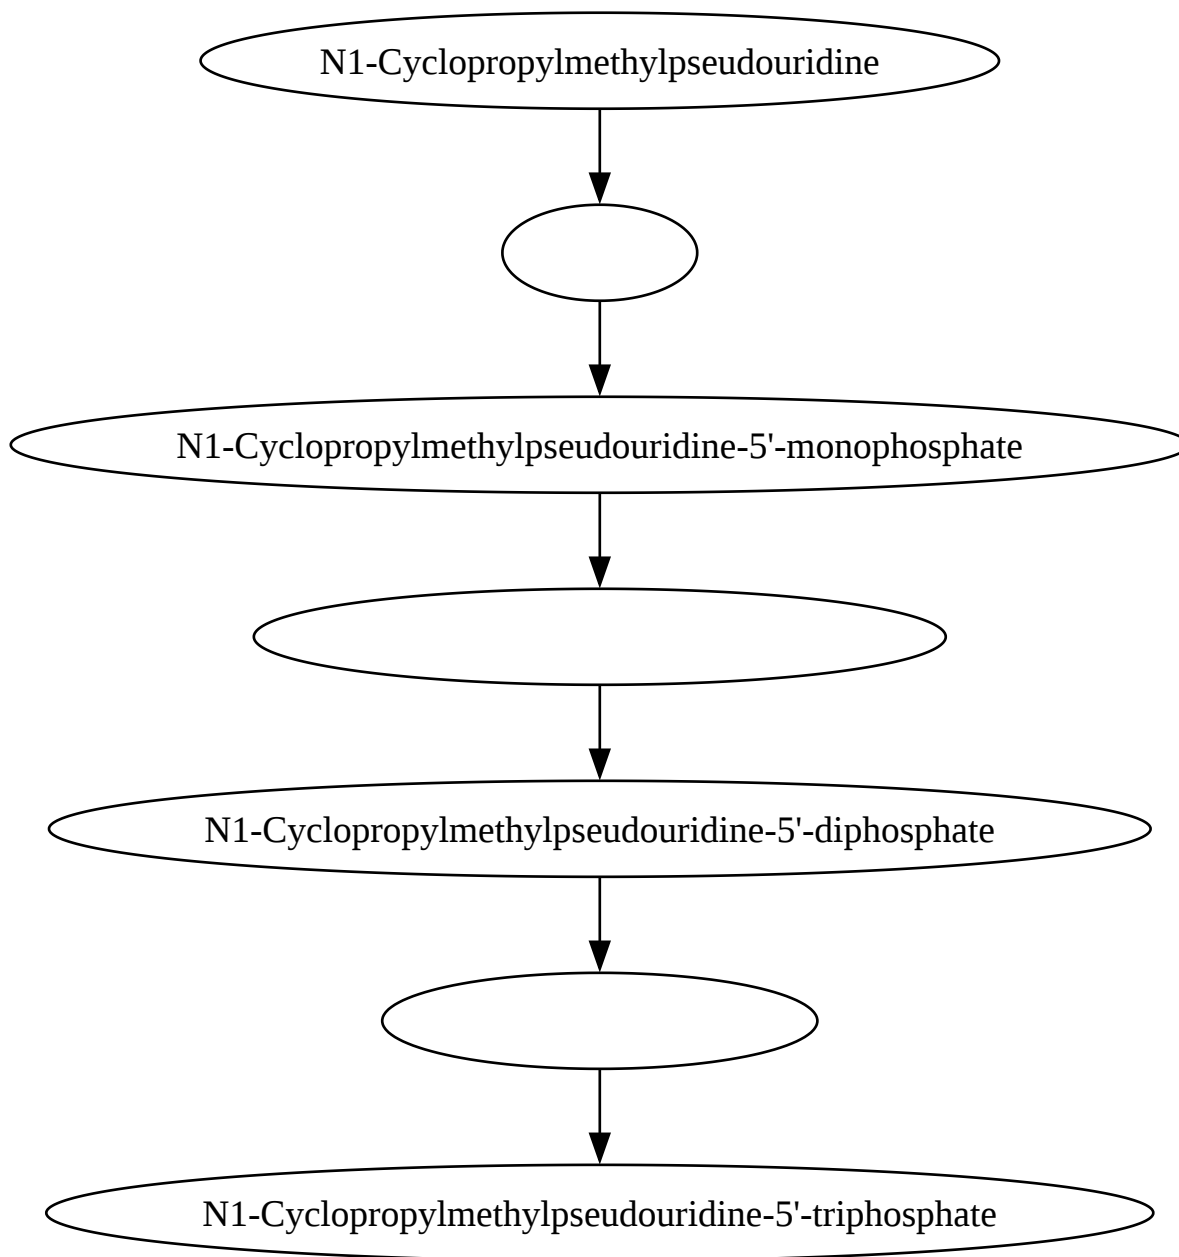 N1-Cyclopropylmethylpseudouridine
N1-Cyclopropylmethylpseudouridine-5'-monophosphate
N1-Cyclopropylmethylpseudouridine-5'-diphosphate
N1-Cyclopropylmethylpseudouridine-5'-triphosphate